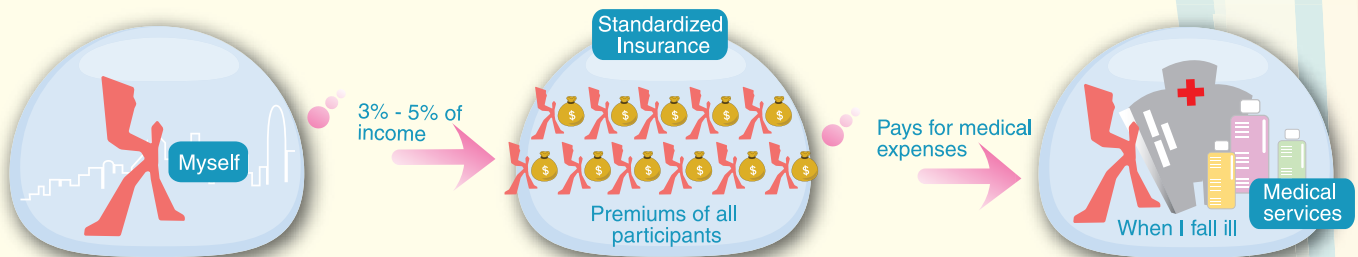 Myself
3% - 5% of
income
Standardized
Insurance
$ $ $ $ $
$ $ $ $ $ $
Premiums of all
participants
Pays for medical
expenses
When I fall ill
Medical
services